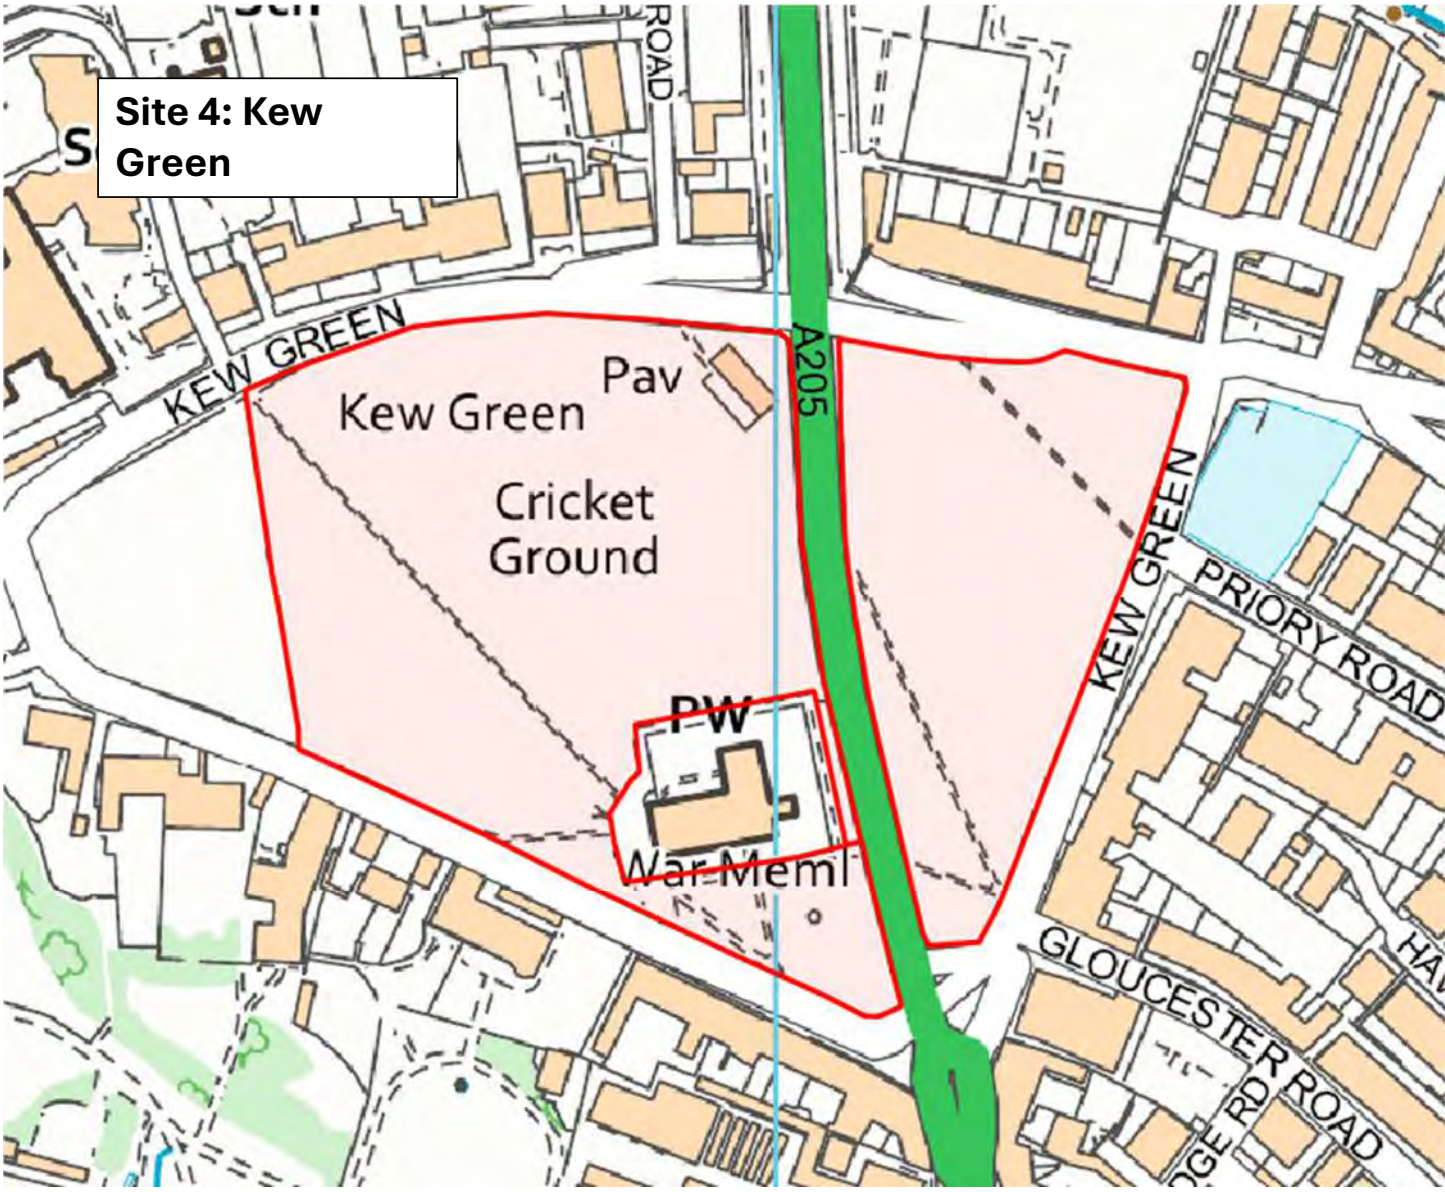 ROAD
Site 4: Kew
Green
KEW GREEN
A205
Pav
Kew Green
Cricket
Ground
KEW GREEN
PRIORY ROAD
PW
War Meml
GLOUCESTER ROAD